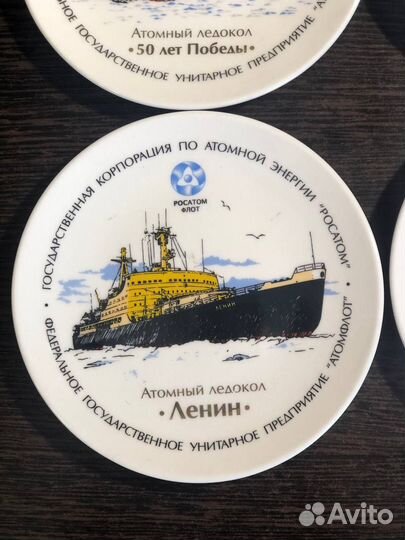 Атомный ледокол
• 50 лет Победы •
ГОСУДАРСТВЕННОЕ УНИТАРНОЕ ПРЕДПРИЯТИЕ
• ГОСУДАРСТВЕННАЯ КОРПОРАЦИЯ ПО АТОМНОЙ ЭНЕРГИИ "РОСАТОМ" •
РОСАТОМ
ФЛОТ
ЛЕНИН
Атомный ледокол
• Ленин •
ФЕДЕРАЛЬНОЕ ГОСУДАРСТВЕННОЕ УНИТАРНОЕ ПРЕДПРИЯТИЕ "АТОМФЛОТ"
Avito